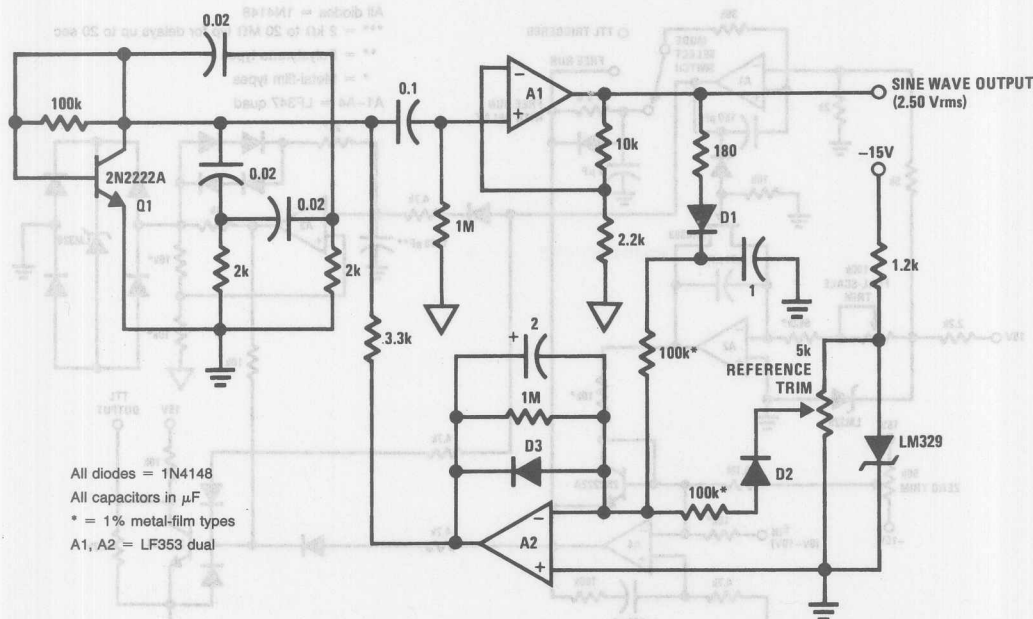 0.02
100k
2N2222A
Q1
0.02
0.02
2k
2k
0.1
1M
3.3k
A1
−
+
10k
2.2k
180
D1
1
SINE WAVE OUTPUT
(2.50 Vrms)
−15V
1.2k
5k
REFERENCE
TRIM
LM329
100k*
100k*
D2
+
2
1M
D3
A2
−
+
All diodes = 1N4148
All capacitors in μF
* = 1% metal-film types
A1, A2 = LF353 dual